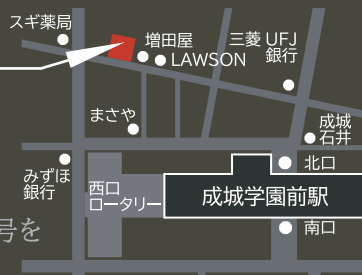 スギ薬局
増田屋
LAWSON
三菱 UFJ
銀行
まさや
成城
石井
みずほ
銀行
西口
ロータリー
北口
成城学園前駅
南口
号を